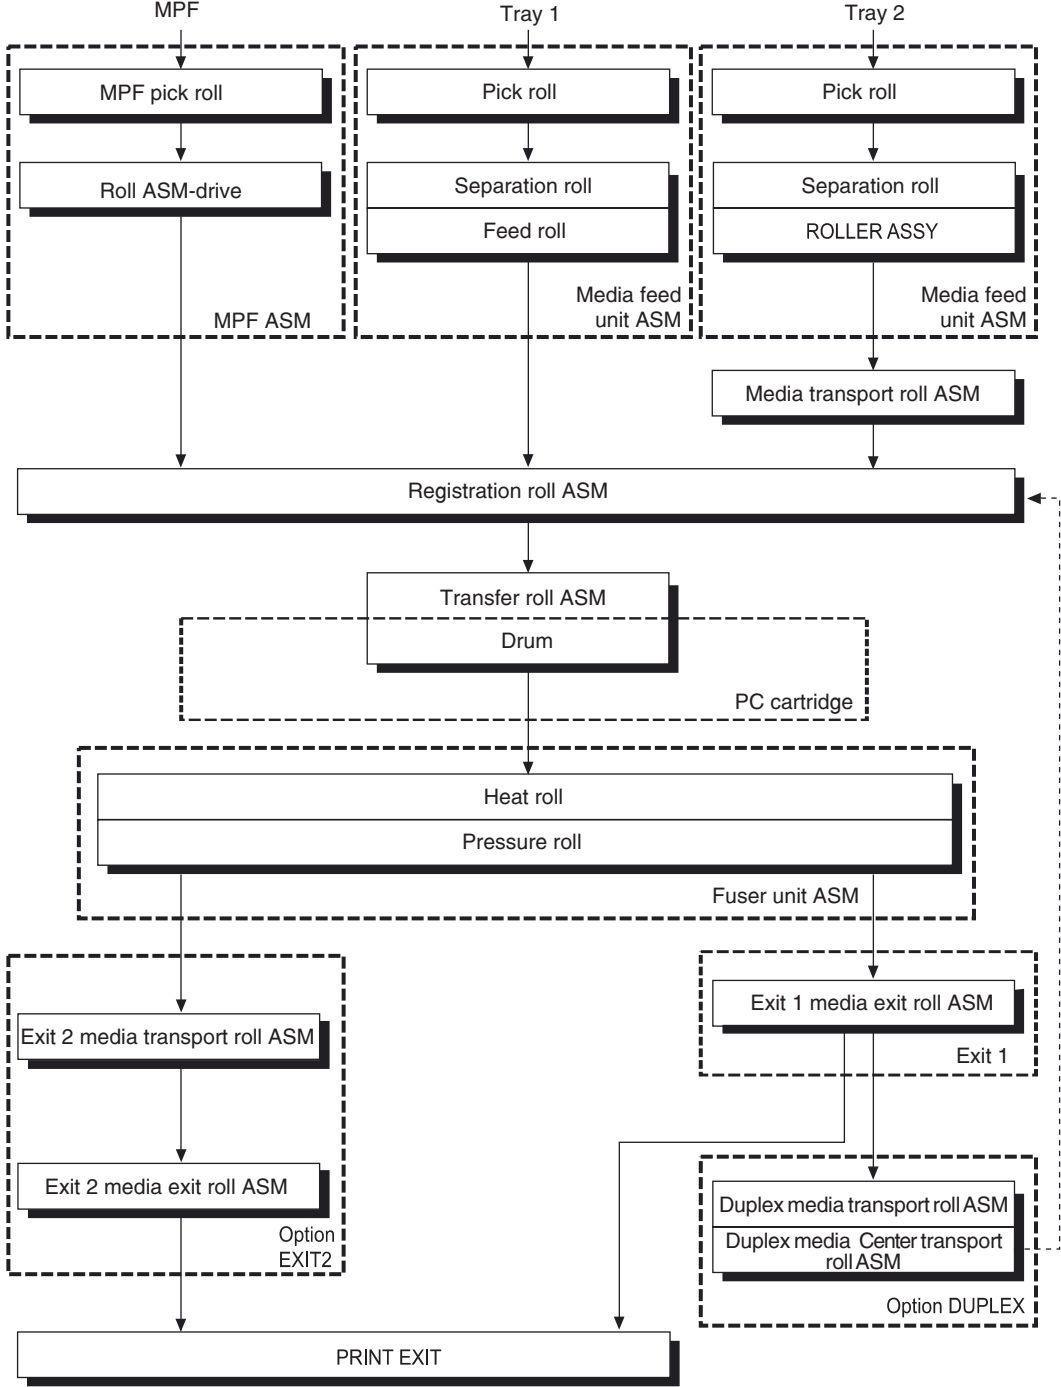 MPF
Tray 1
Tray 2
MPF pick roll
Pick roll
Pick roll
Roll ASM-drive
Separation roll
Feed roll
Separation roll
ROLLER ASSY
MPF ASM
Media feed
unit ASM
Media feed
unit ASM
Media transport roll ASM
Registration roll ASM
Transfer roll ASM
Drum
PC cartridge
Heat roll
Pressure roll
Fuser unit ASM
Exit 2 media transport roll ASM
Exit 1 media exit roll ASM
Exit 1
Exit 2 media exit roll ASM
Option
EXIT2
Duplex media transport roll ASM
Duplex media Center transport
roll ASM
Option DUPLEX
PRINT EXIT